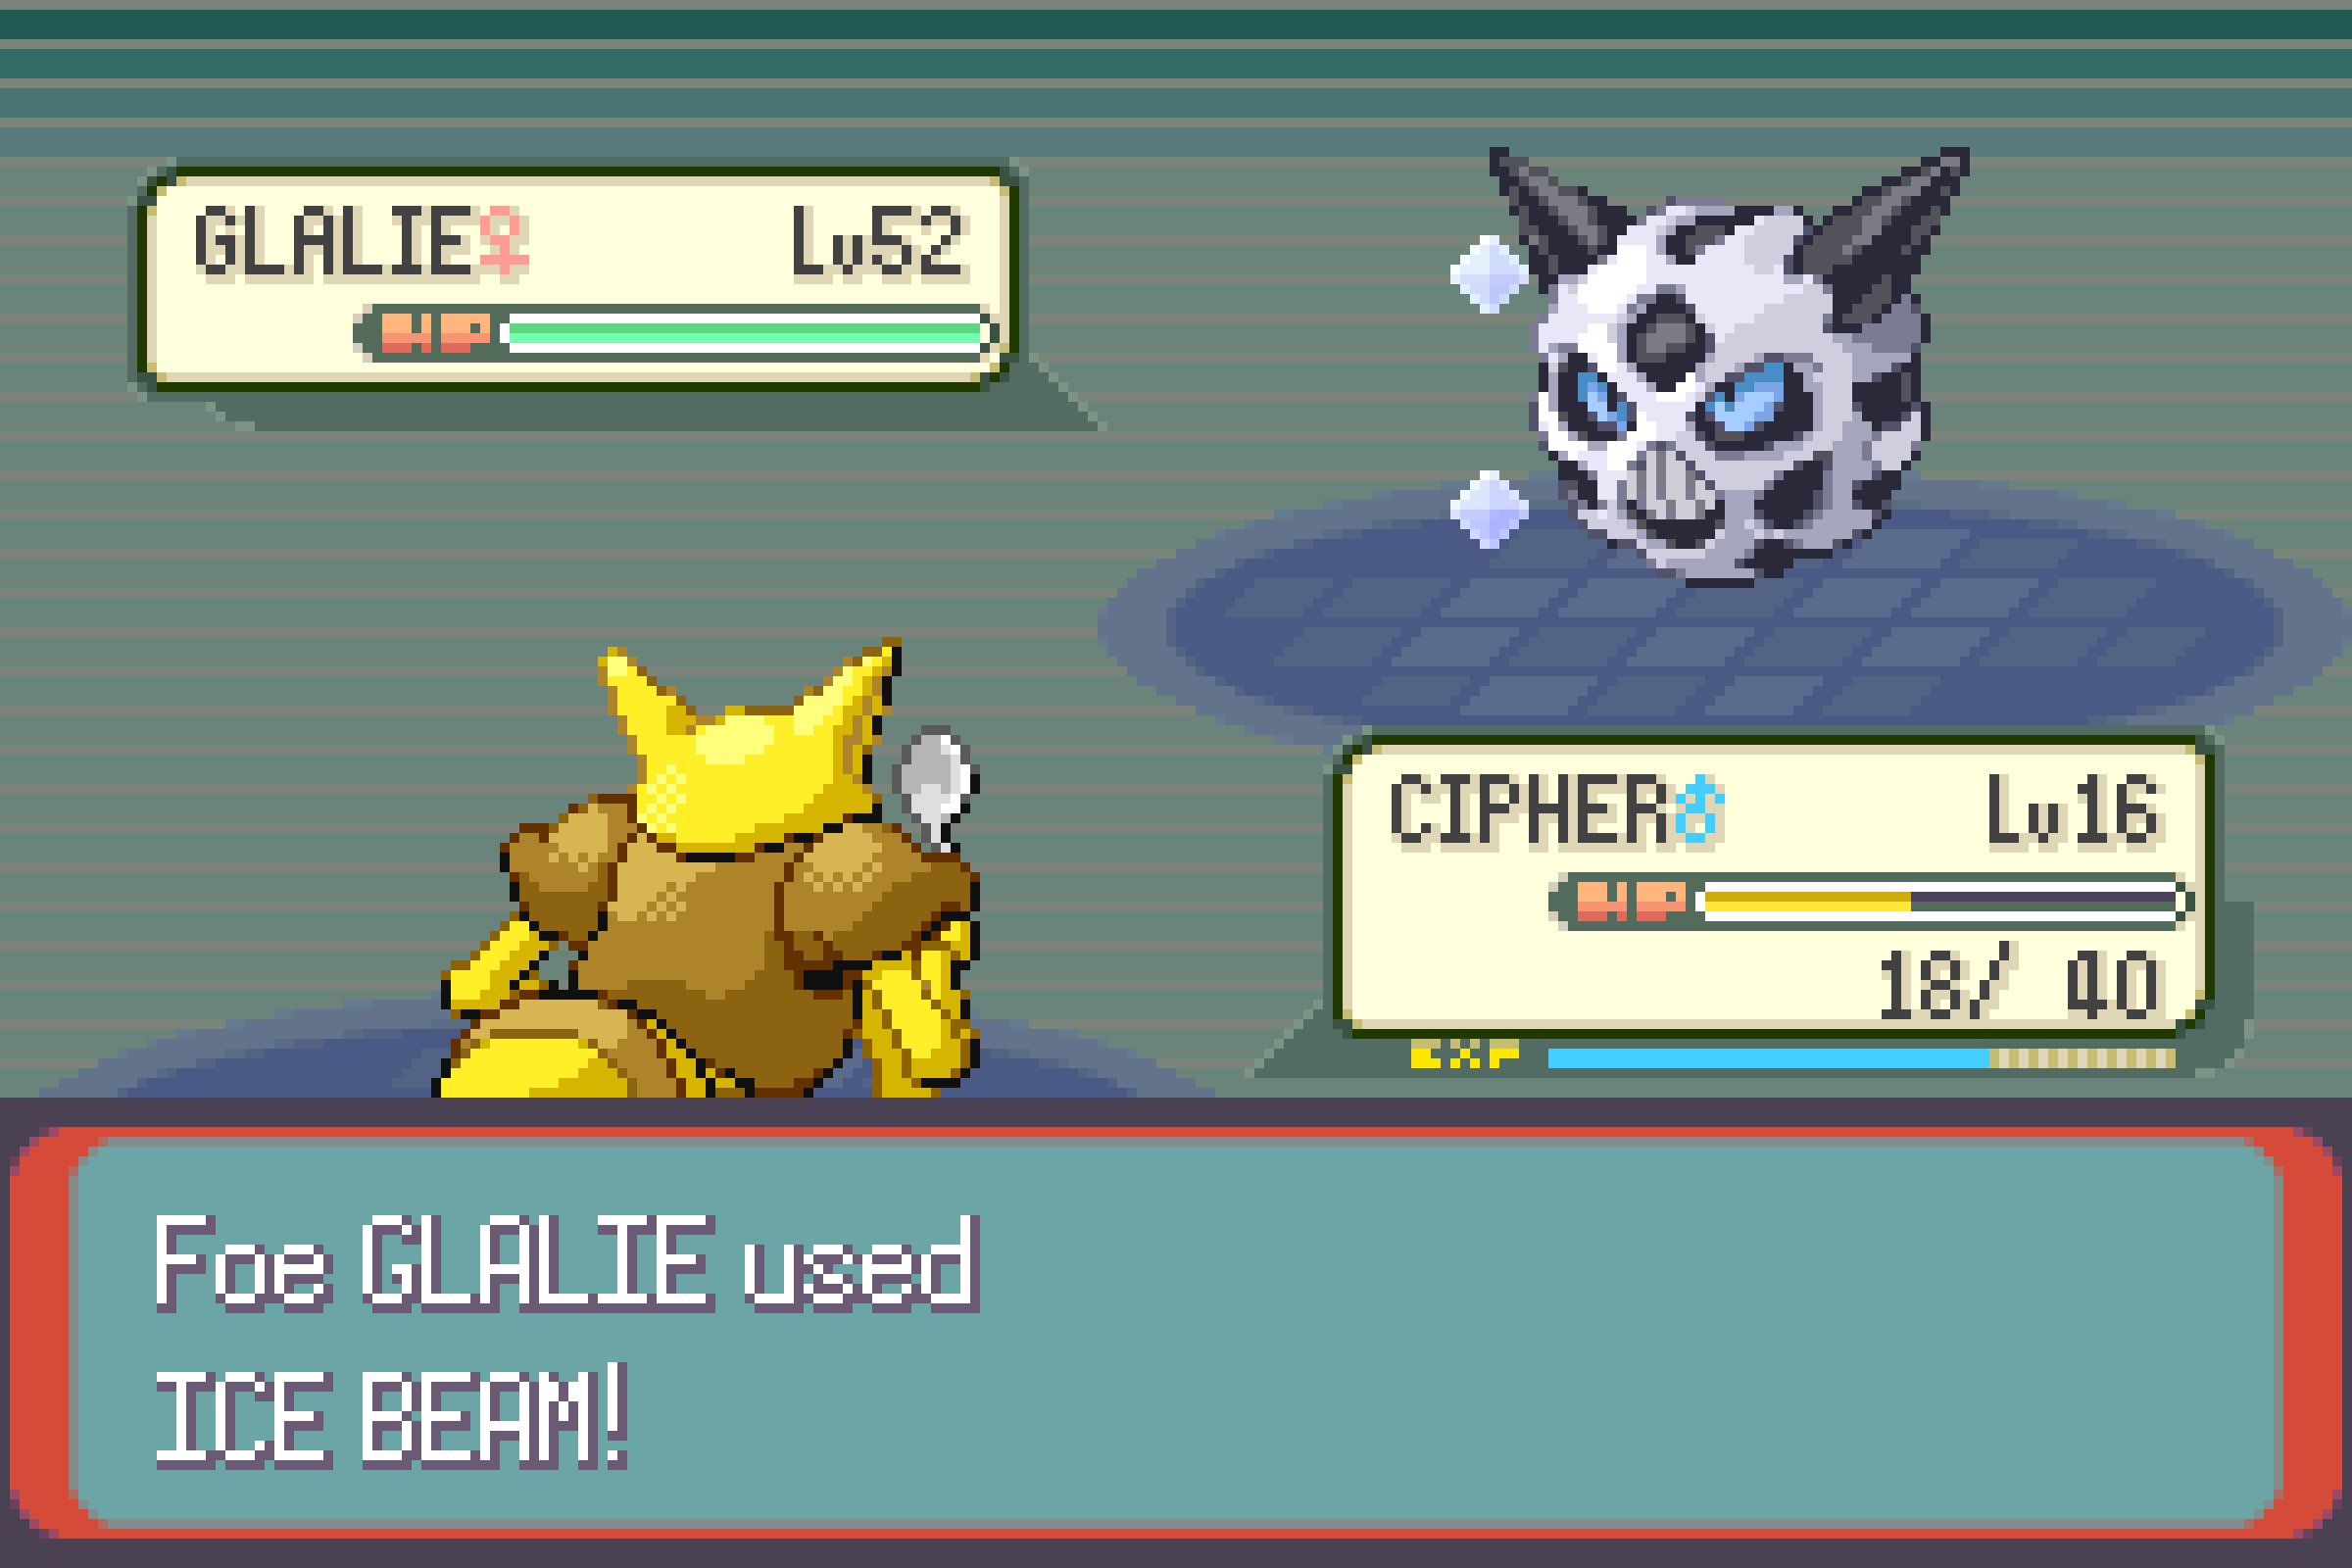 GLALIE♀ Lv52
HP
CIPHER♂ Lv16
HP
18/ 40
EXP
Foe GLALIE used
ICE BEAM!